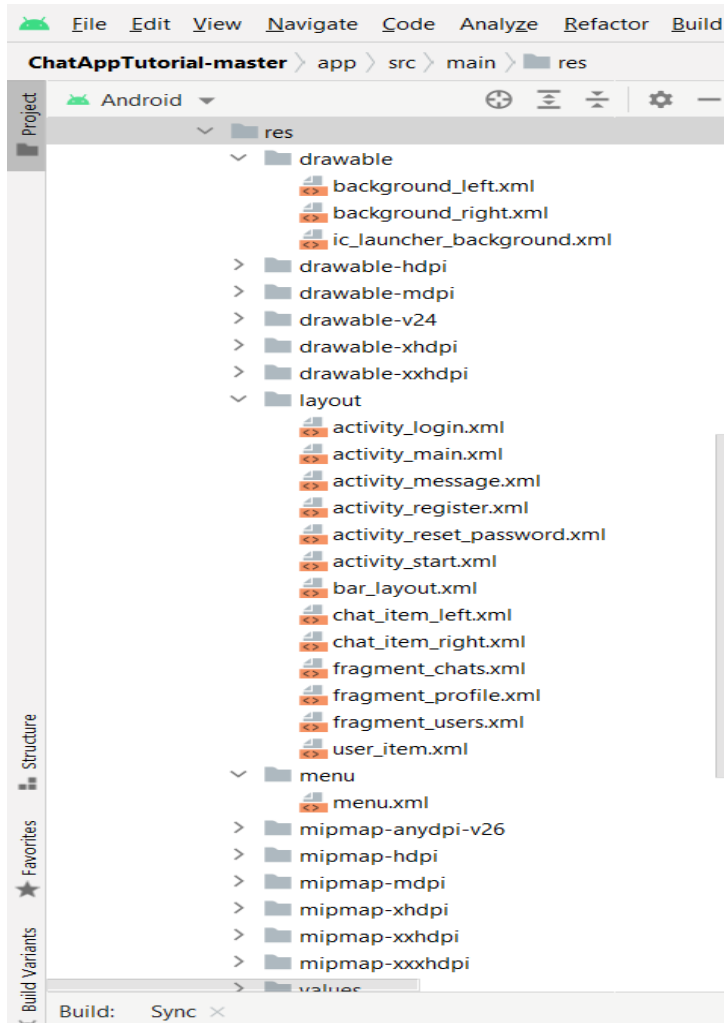 File Edit View Navigate Code Analyze Refactor Build
ChatAppTutorial-master app src main res
Project
Android
res
drawable
background_left.xml
background_right.xml
ic_launcher_background.xml
drawable-hdpi
drawable-mdpi
drawable-v24
drawable-xhdpi
drawable-xxhdpi
layout
activity_login.xml
activity_main.xml
activity_message.xml
activity_register.xml
activity_reset_password.xml
activity_start.xml
bar_layout.xml
chat_item_left.xml
chat_item_right.xml
fragment_chats.xml
fragment_profile.xml
fragment_users.xml
user_item.xml
menu
menu.xml
mipmap-anydpi-v26
mipmap-hdpi
mipmap-mdpi
mipmap-xhdpi
mipmap-xxhdpi
mipmap-xxxhdpi
values
Structure
Favorites
Build Variants
Build: Sync